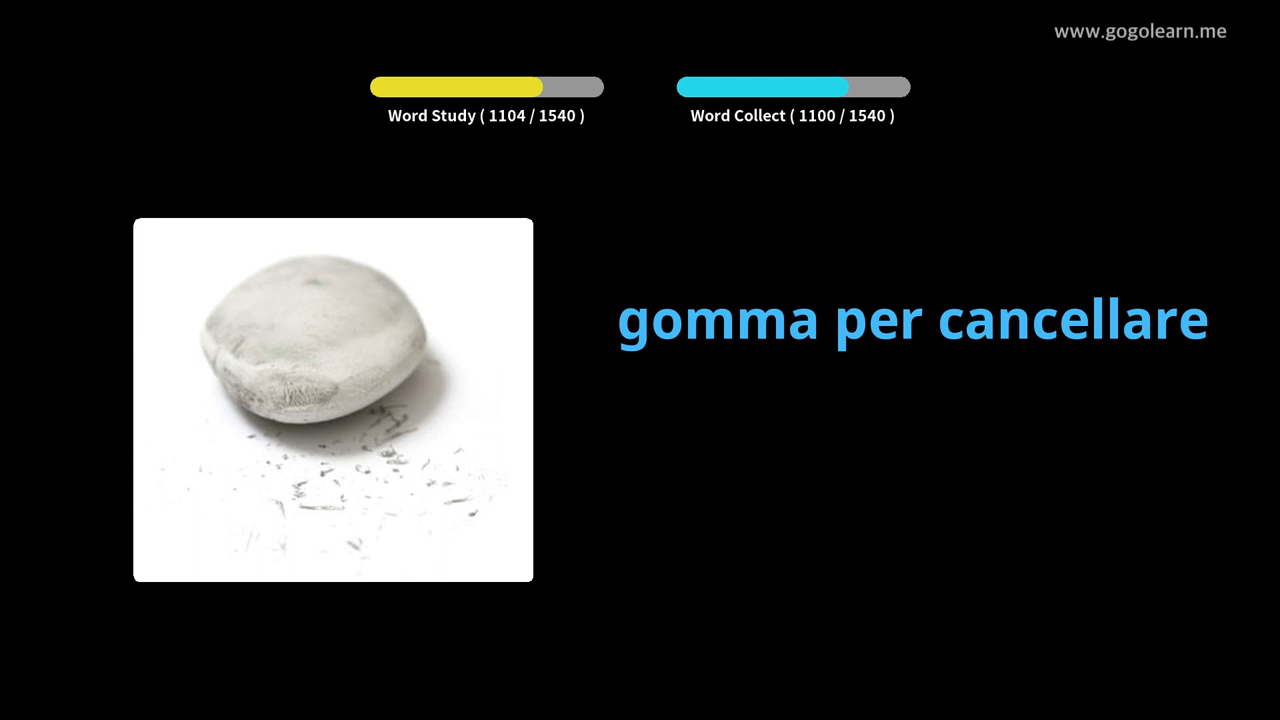 www.gogolearn.me
Word Study ( 1104 / 1540 )
Word Collect ( 1100 / 1540 )
gomma per cancellare